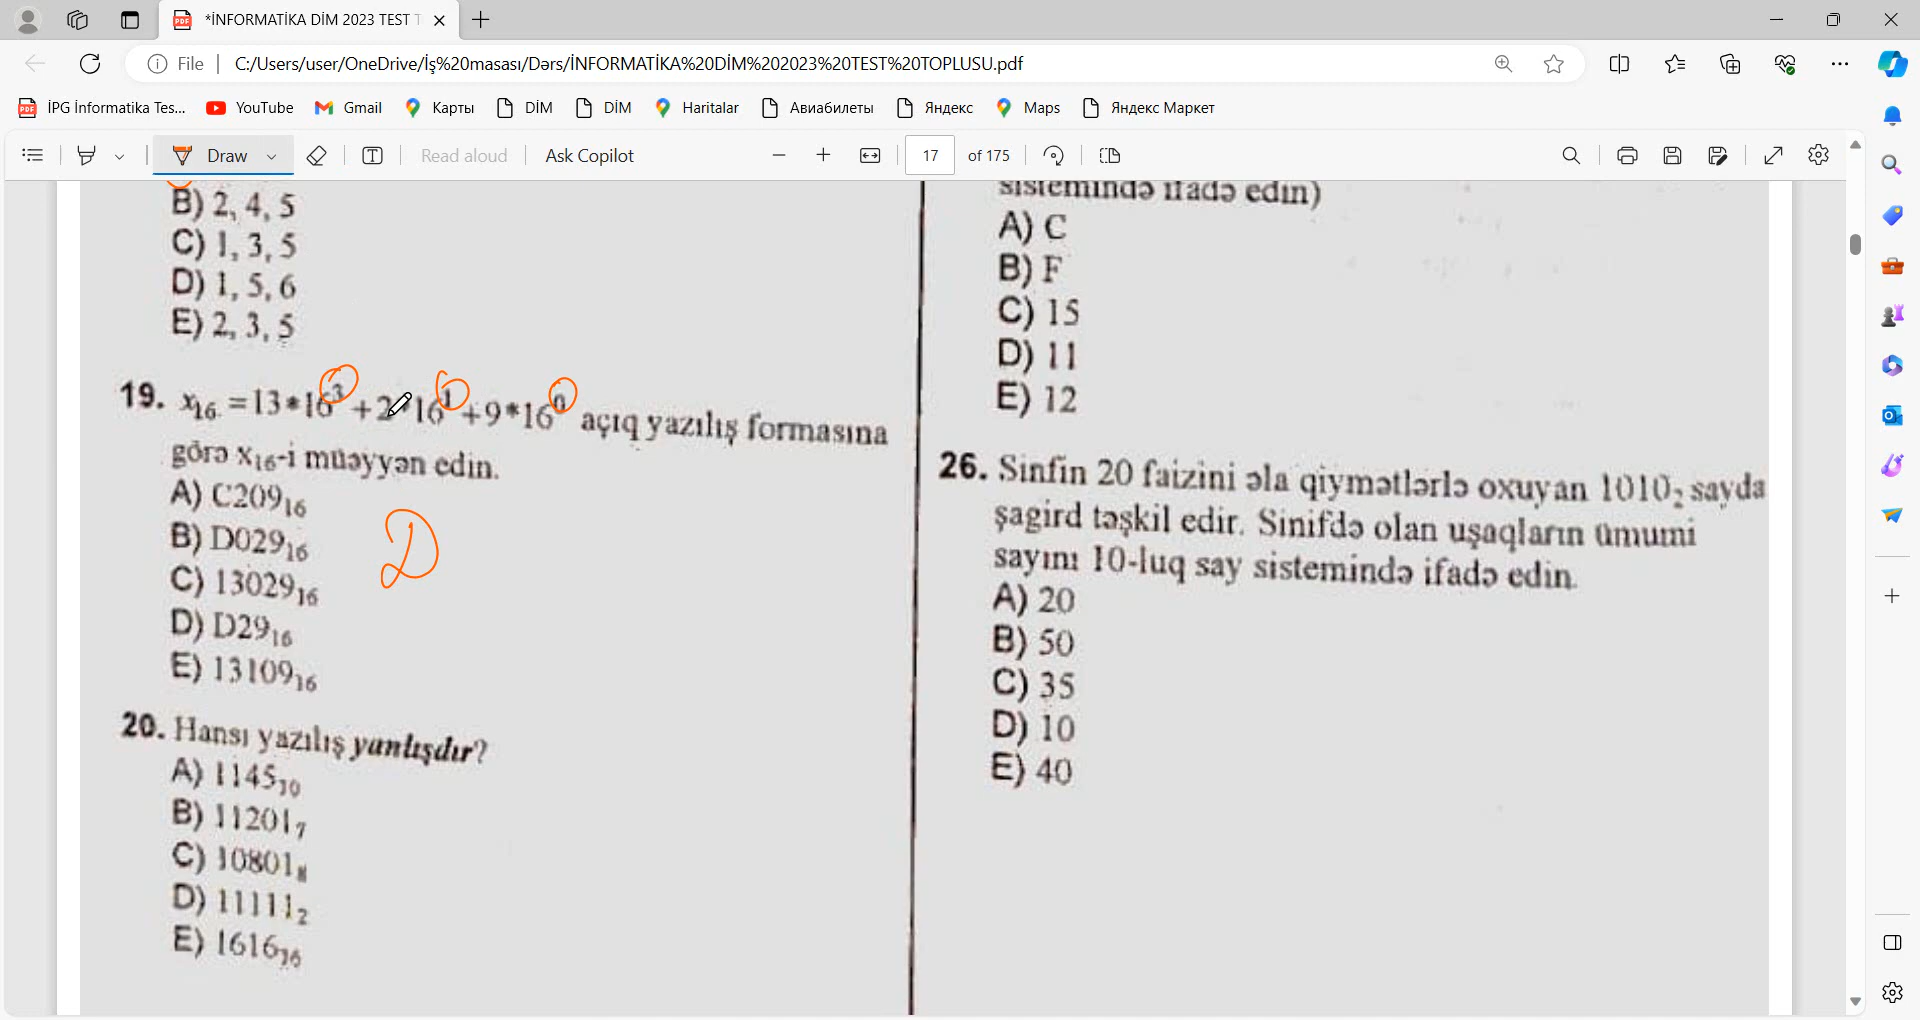 *İNFORMATİKA DİM 2023 TEST T
File
C:/Users/user/OneDrive/İş%20masası/Dərs/İNFORMATİKA%20DİM%202023%20TEST%20TOPLUSU.pdf
İPG İnformatika Tes...
YouTube
Gmail
Карты
DİM
DİM
Haritalar
Авиабилеты
Яндекс
Maps
Яндекс Маркет
Draw
Read aloud
Ask Copilot
17 of 175
B) 2, 4, 5
C) 1, 3, 5
D) 1, 5, 6
E) 2, 3, 5
19. x₁₆ =13*16³+2*16¹+9*16⁰ açıq yazılış formasına
görə x₁₆-i müəyyən edin.
A) C209₁₆
B) D029₁₆
C) 13029₁₆
D) D29₁₆
E) 13109₁₆
D
20. Hansı yazılış yanlışdır?
A) 1145₁₀
B) 11201₇
C) 10801₈
D) 11111₂
E) 1616₁₆
sistemində ifadə edin)
A) C
B) F
C) 15
D) 11
E) 12
26. Sinfin 20 faizini əla qiymətlərlə oxuyan 1010₂ sayda
şagird təşkil edir. Sinifdə olan uşaqların ümumi
sayını 10-luq say sistemində ifadə edin.
A) 20
B) 50
C) 35
D) 10
E) 40